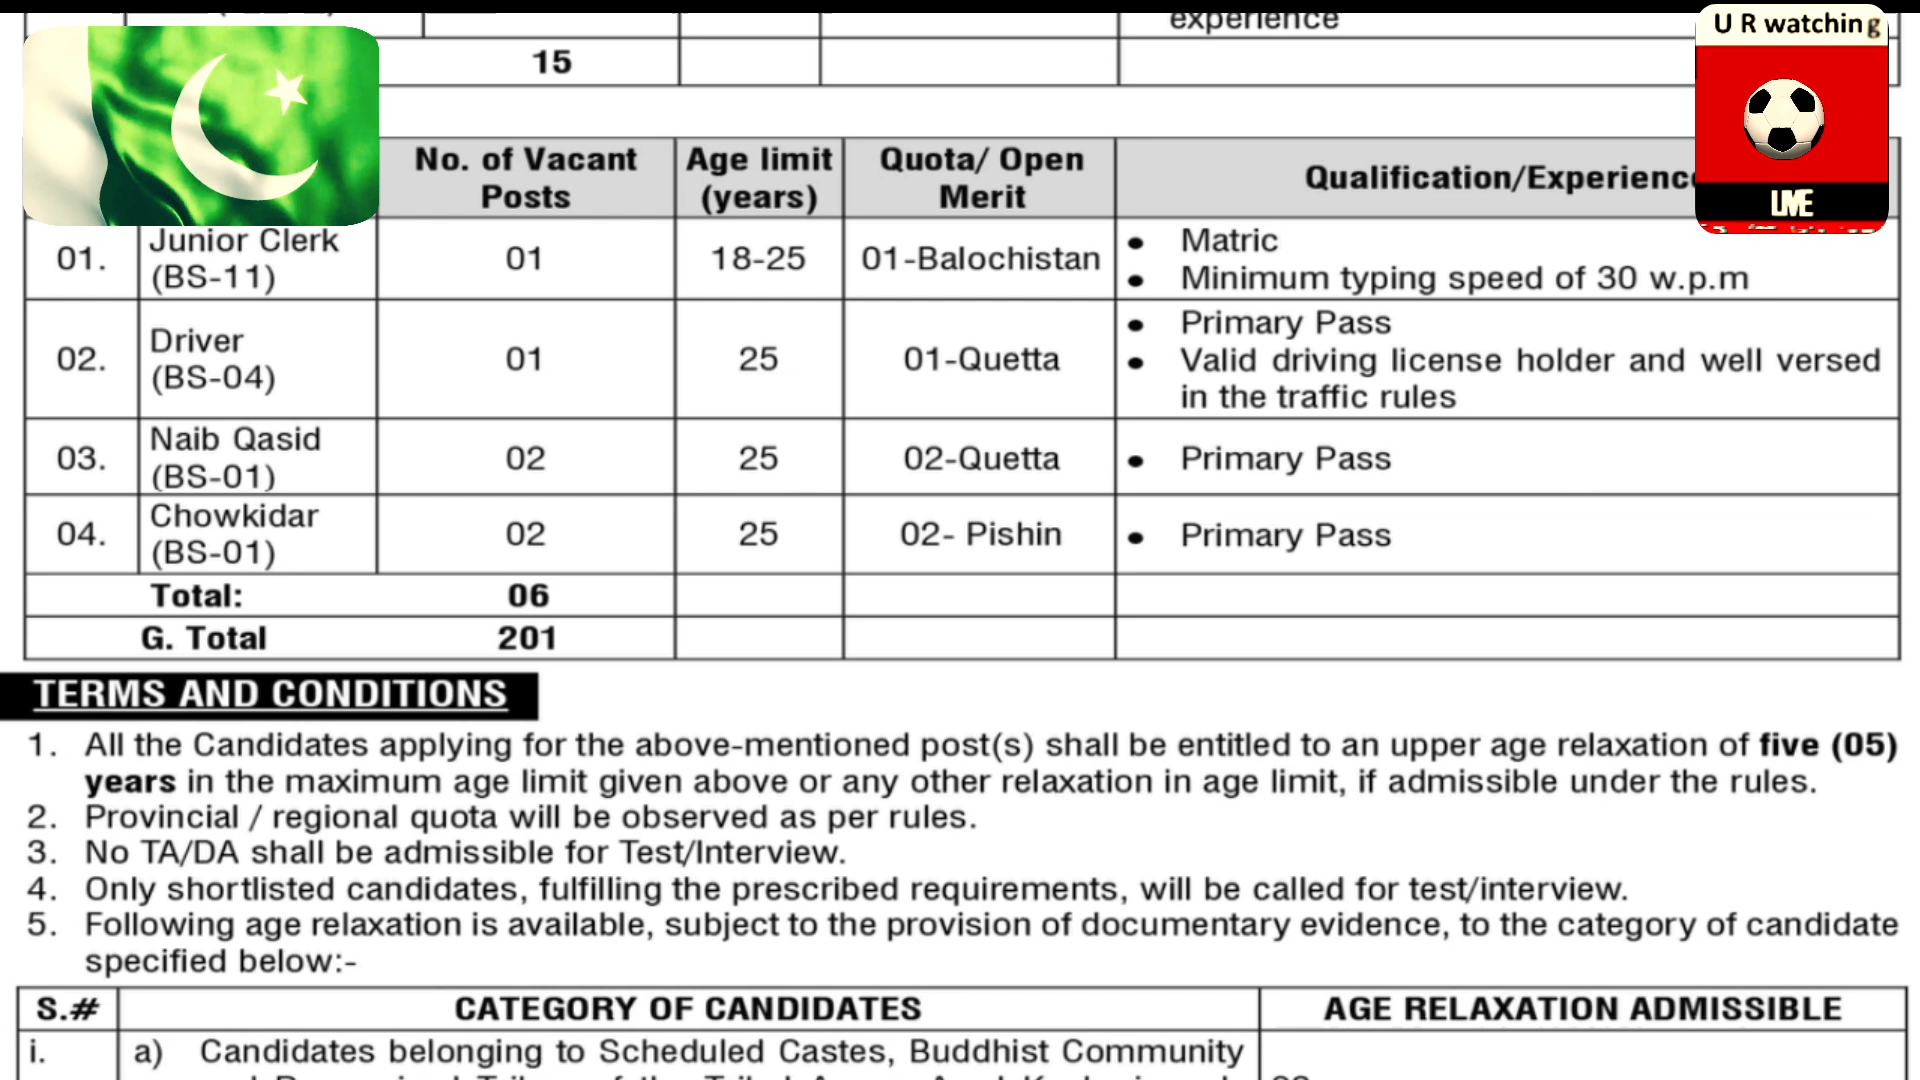 experience
U R watching
15
No. of Vacant Posts
Age limit (years)
Quota/ Open Merit
Qualification/Experience
LIVE
01. Junior Clerk (BS-11) 01 18-25 01-Balochistan • Matric
• Minimum typing speed of 30 w.p.m
02. Driver (BS-04) 01 25 01-Quetta • Primary Pass
• Valid driving license holder and well versed
in the traffic rules
03. Naib Qasid (BS-01) 02 25 02-Quetta • Primary Pass
04. Chowkidar (BS-01) 02 25 02- Pishin • Primary Pass
Total: 06
G. Total 201
TERMS AND CONDITIONS
1. All the Candidates applying for the above-mentioned post(s) shall be entitled to an upper age relaxation of five (05)
years in the maximum age limit given above or any other relaxation in age limit, if admissible under the rules.
2. Provincial / regional quota will be observed as per rules.
3. No TA/DA shall be admissible for Test/Interview.
4. Only shortlisted candidates, fulfilling the prescribed requirements, will be called for test/interview.
5. Following age relaxation is available, subject to the provision of documentary evidence, to the category of candidate
specified below:-
S.# CATEGORY OF CANDIDATES AGE RELAXATION ADMISSIBLE
i. a) Candidates belonging to Scheduled Castes, Buddhist Community